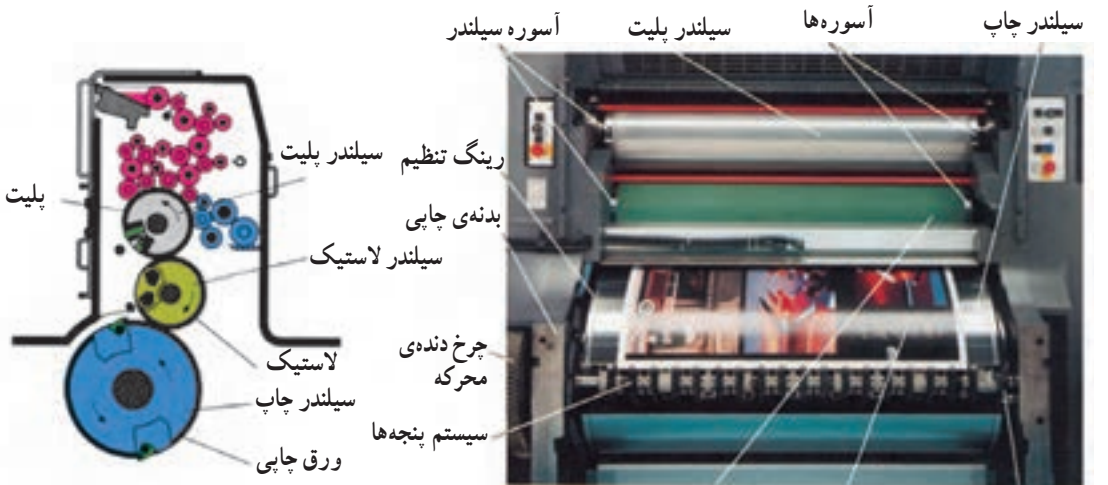 سیلندر چاپ
آسوره‌ها
سیلندر پلیت
آسوره سیلندر
رینگ تنظیم
بدنه‌ی چاپی
چرخ دنده‌ی
محرکه
سیستم پنجه‌ها
سیلندر پلیت
پلیت
سیلندر لاستیک
لاستیک
سیلندر چاپ
ورق چاپی